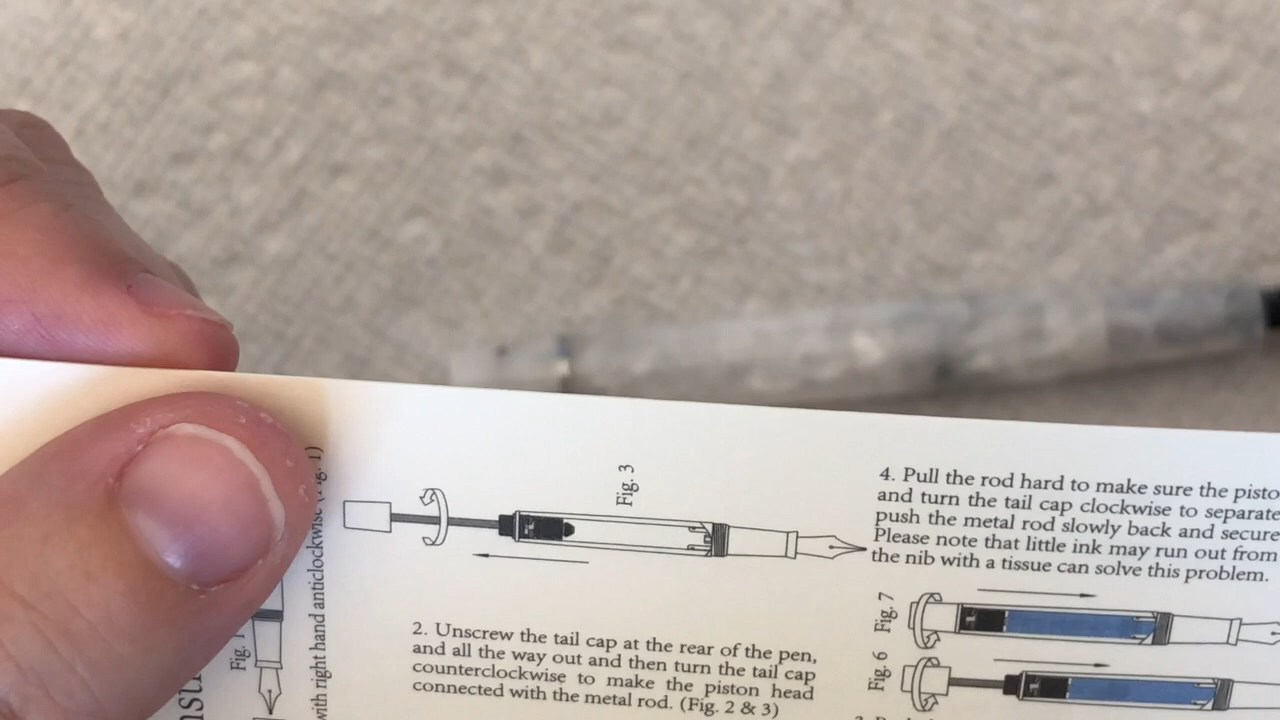 Fig. 3
with right hand anticlockwise (Fig. 1)
Fig. 1
2. Unscrew the tail cap at the rear of the pen,
and all the way out and then turn the tail cap
counterclockwise to make the piston head
connected with the metal rod. (Fig. 2 & 3)
4. Pull the rod hard to make sure the pisto
and turn the tail cap clockwise to separate
push the metal rod slowly back and secure
Please note that little ink may run out from
the nib with a tissue can solve this problem.
Fig. 7
Fig. 6